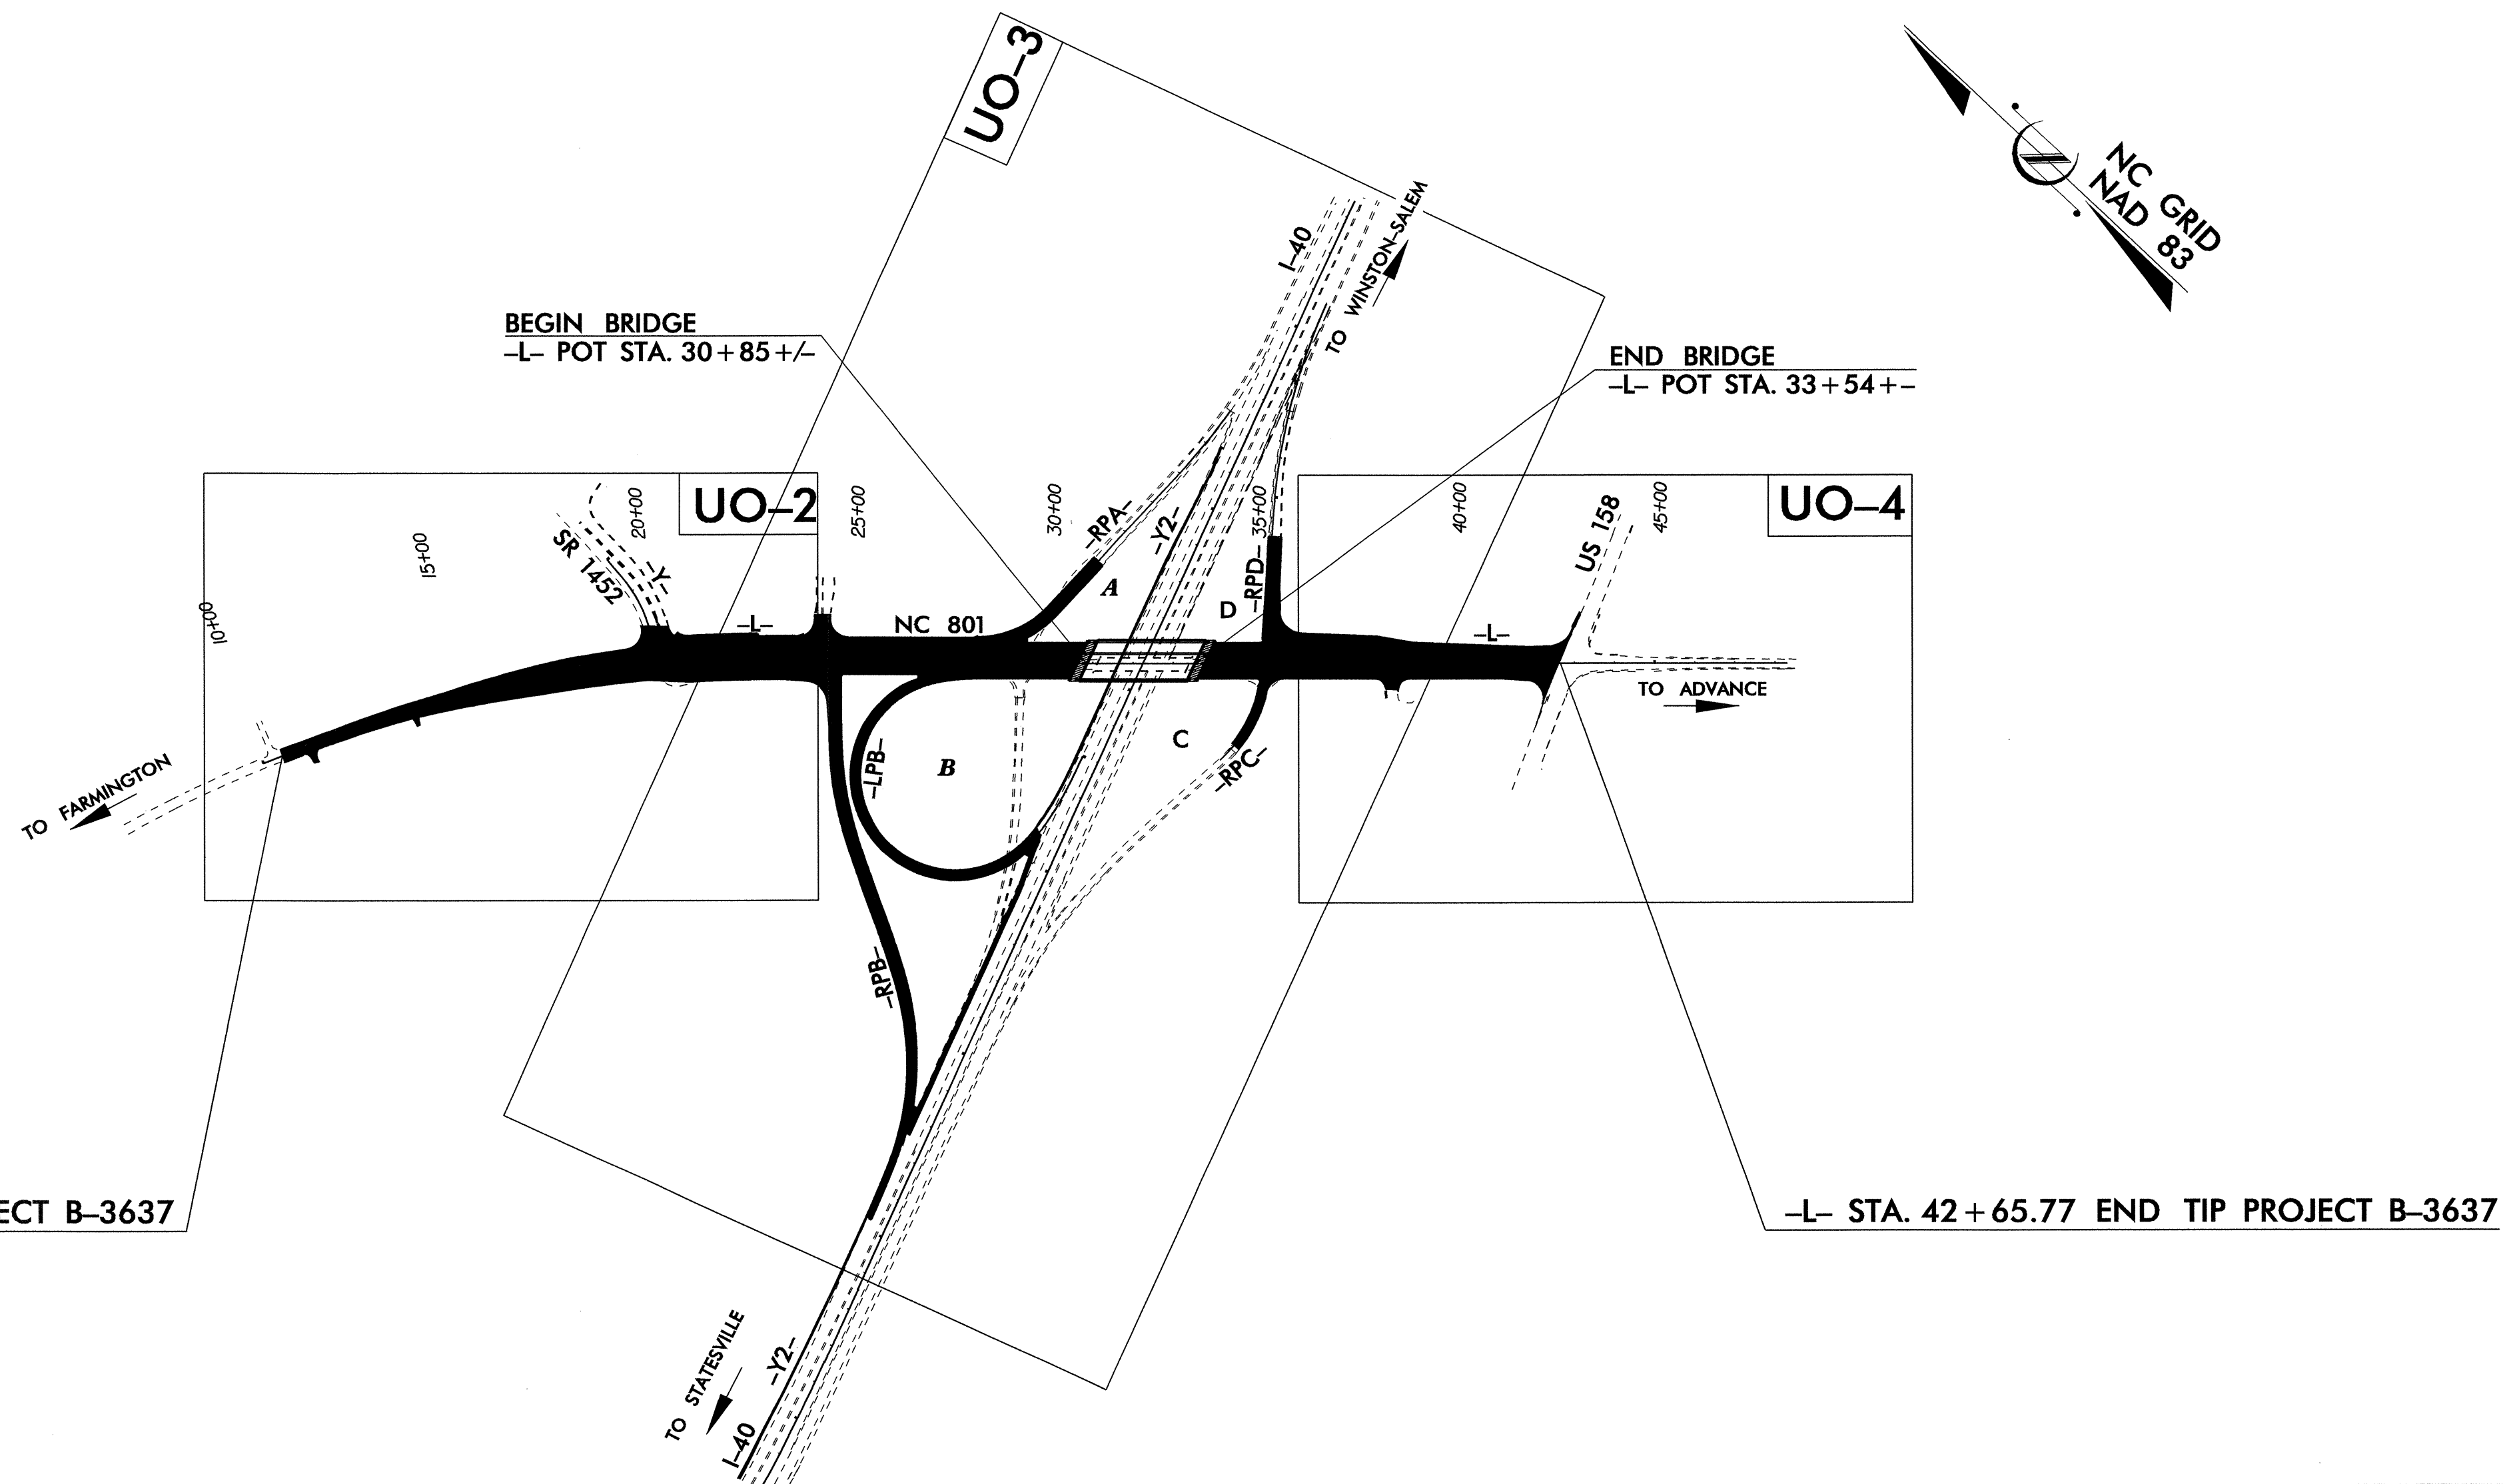 UO–3
NC GRID
NAD 83
I–40
TO WINSTON–SALEM
BEGIN BRIDGE
–L– POT STA. 30+85+/–
END BRIDGE
–L– POT STA. 33+54+–
UO–2
UO–4
10+00
15+00
20+00
25+00
30+00
35+00
40+00
45+00
SR 1452
–Y–
–L–
NC 801
–RPA–
A
–Y2–
D
–RPD–
–L–
US 158
TO ADVANCE
TO FARMINGTON
–LPB–
B
C
–RPC–
–RPB–
ECT B–3637
–L– STA. 42+65.77 END TIP PROJECT B–3637
TO STATESVILLE
–Y2–
I–40